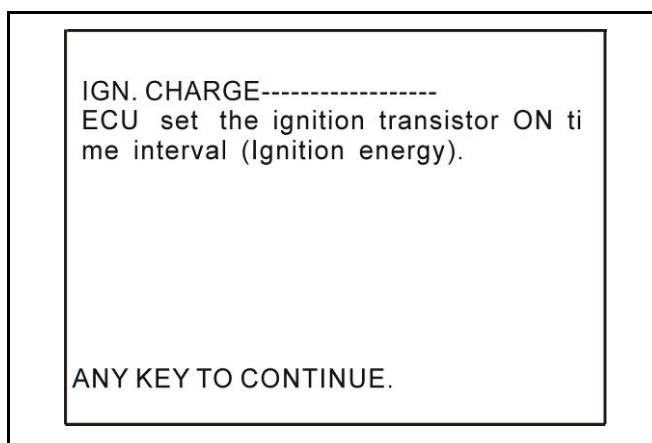 IGN. CHARGE------------------
ECU set the ignition transistor ON ti
me interval (Ignition energy).
ANY KEY TO CONTINUE.